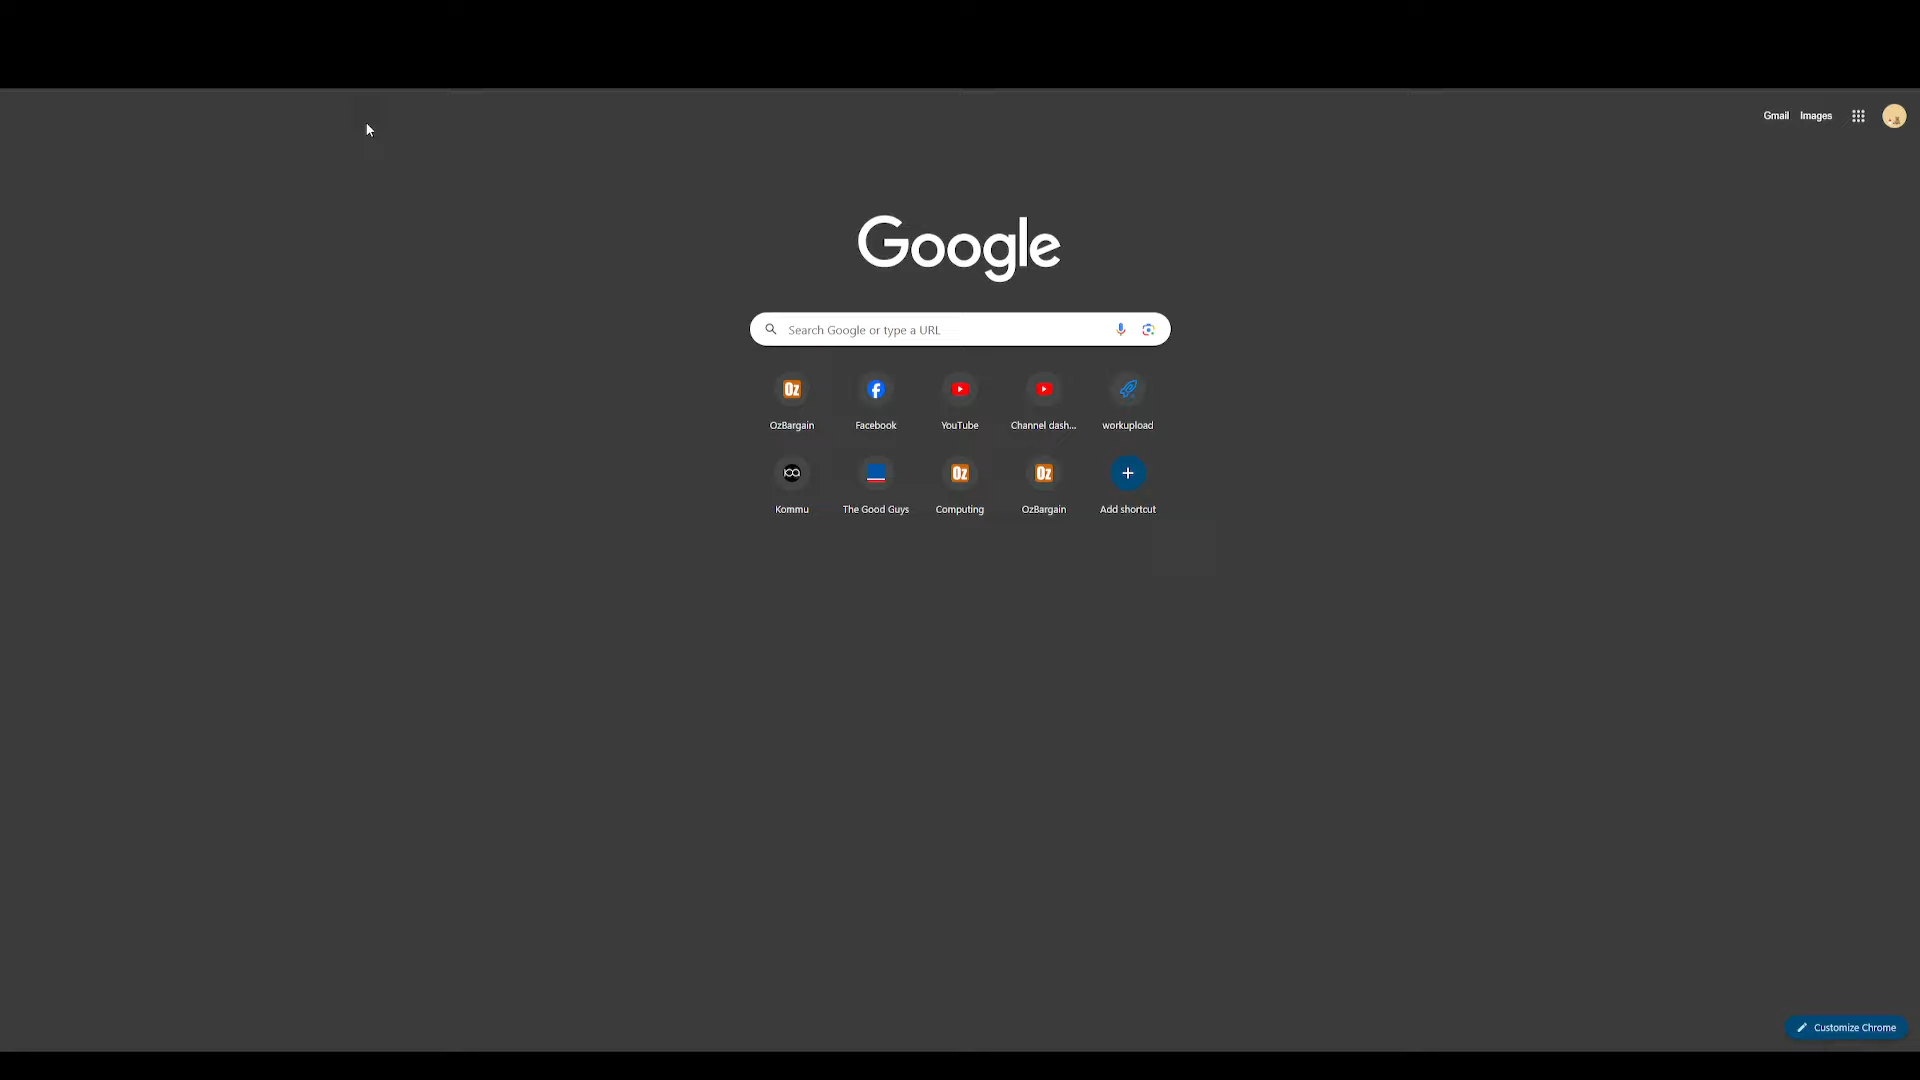 Gmail Images
Google
Search Google or type a URL
Oz
OzBargain
Facebook
YouTube
Channel dash...
workupload
Kommu
The Good Guys
Oz
Computing
Oz
OzBargain
Add shortcut
Customize Chrome